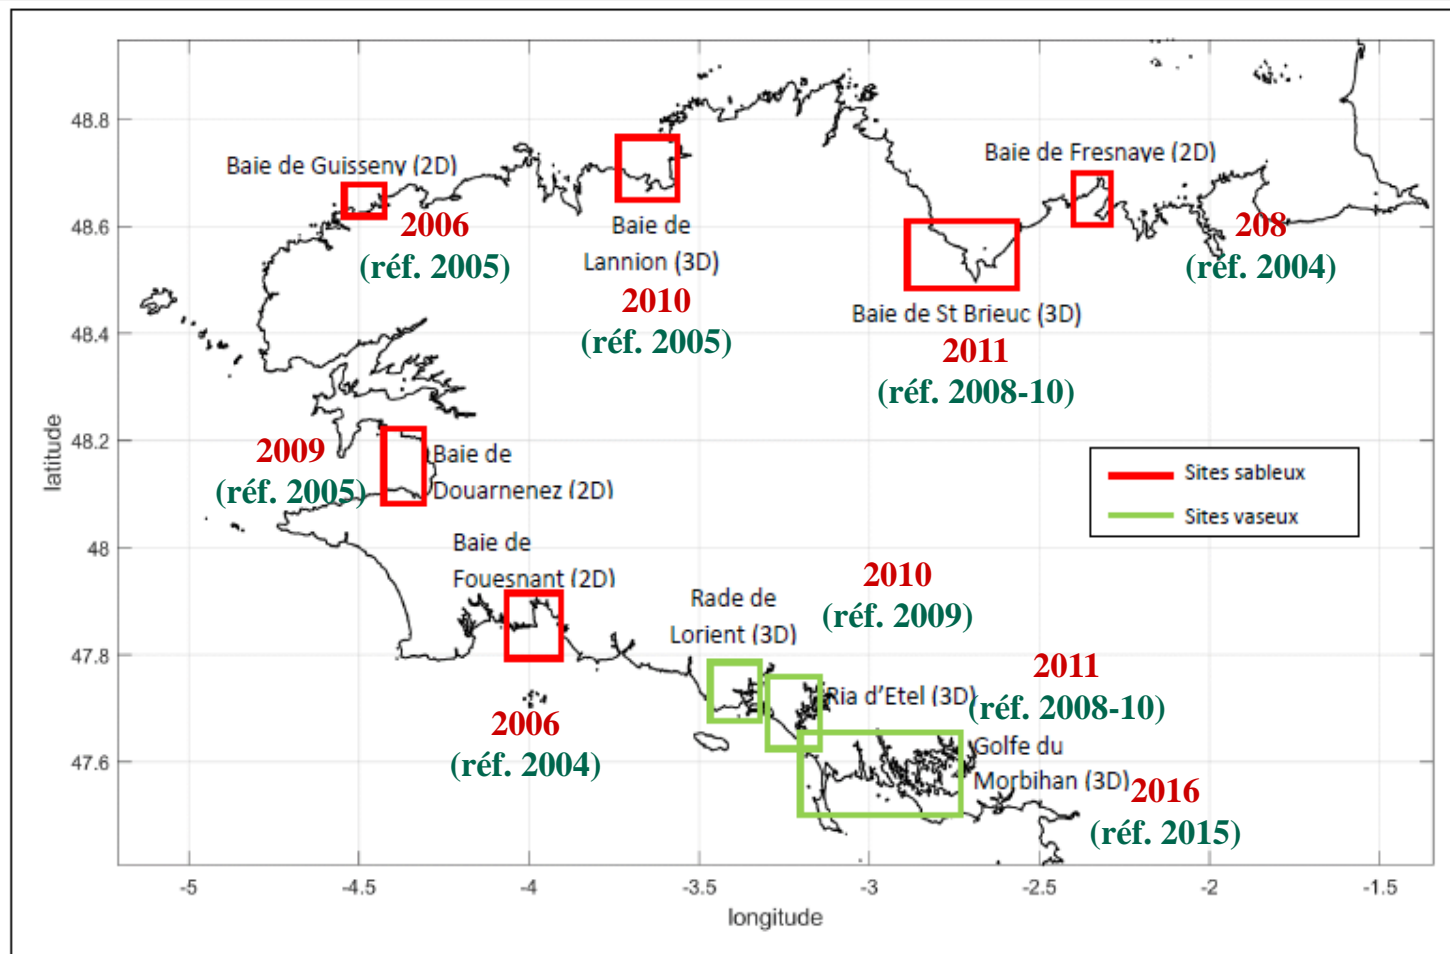 48.8
48.6
48.4
48.2
48
47.8
47.6
latitude
-5
-4.5
-4
-3.5
-3
-2.5
-2
-1.5
longitude
Baie de Guisseny (2D)
2006
(réf. 2005)
Baie de
Lannion (3D)
2010
(réf. 2005)
Baie de Fresnaye (2D)
208
(réf. 2004)
Baie de St Brieuc (3D)
2011
(réf. 2008-10)
2009
(réf. 2005)
Baie de
Douarnenez (2D)
Sites sableux
Sites vaseux
Baie de
Fouesnant (2D)
2006
(réf. 2004)
Rade de
Lorient (3D)
2010
(réf. 2009)
Ria d'Etel (3D)
2011
(réf. 2008-10)
Golfe du
Morbihan (3D)
2016
(réf. 2015)